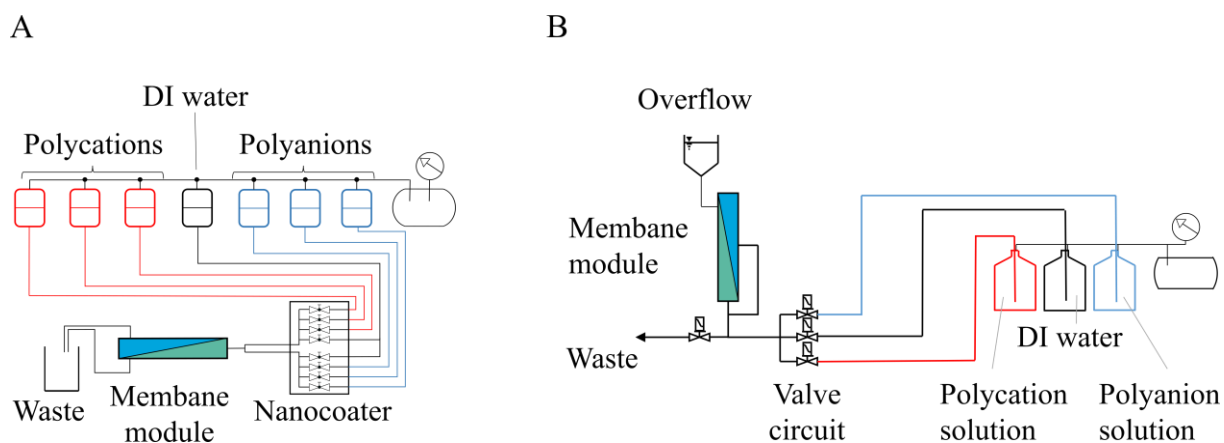 A
DI water
Polycations
Polyanions
Waste
Membrane
module
Nanocoater
B
Overflow
Membane
module
Waste
Valve
circuit
DI water
Polycation
solution
Polyanion
solution